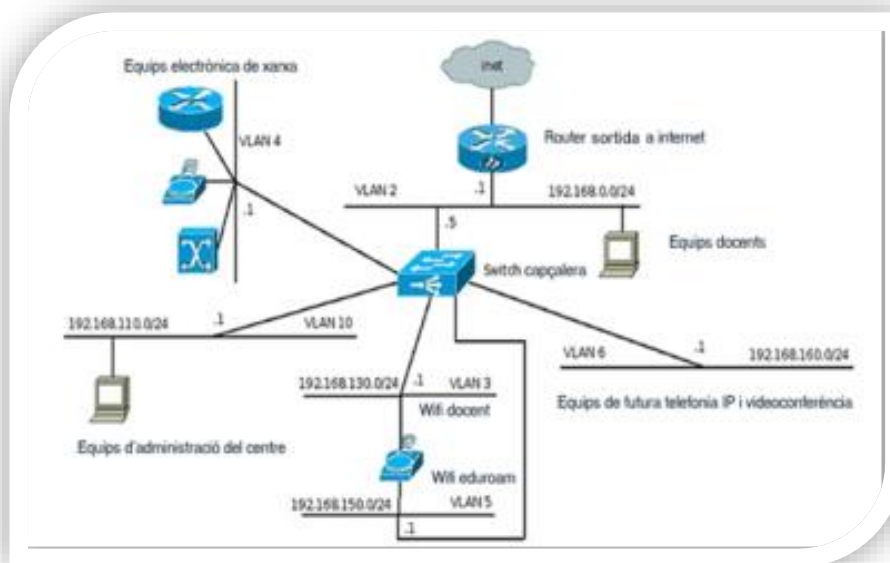 Equips electrònica de xarxa
inet
VLAN 4
Router sortida a internet
.1
VLAN 2
.1
192.168.0.0/24
.5
Equips docents
Switch capçalera
192.168.110.0/24
.1
VLAN 10
VLAN 6
.1
192.168.160.0/24
192.168.130.0/24
.1
VLAN 3
Wifi docent
Equips de futura telefonia IP i videoconferència
Equips d'administració del centre
Wifi eduroam
192.168.150.0/24
VLAN 5
.1